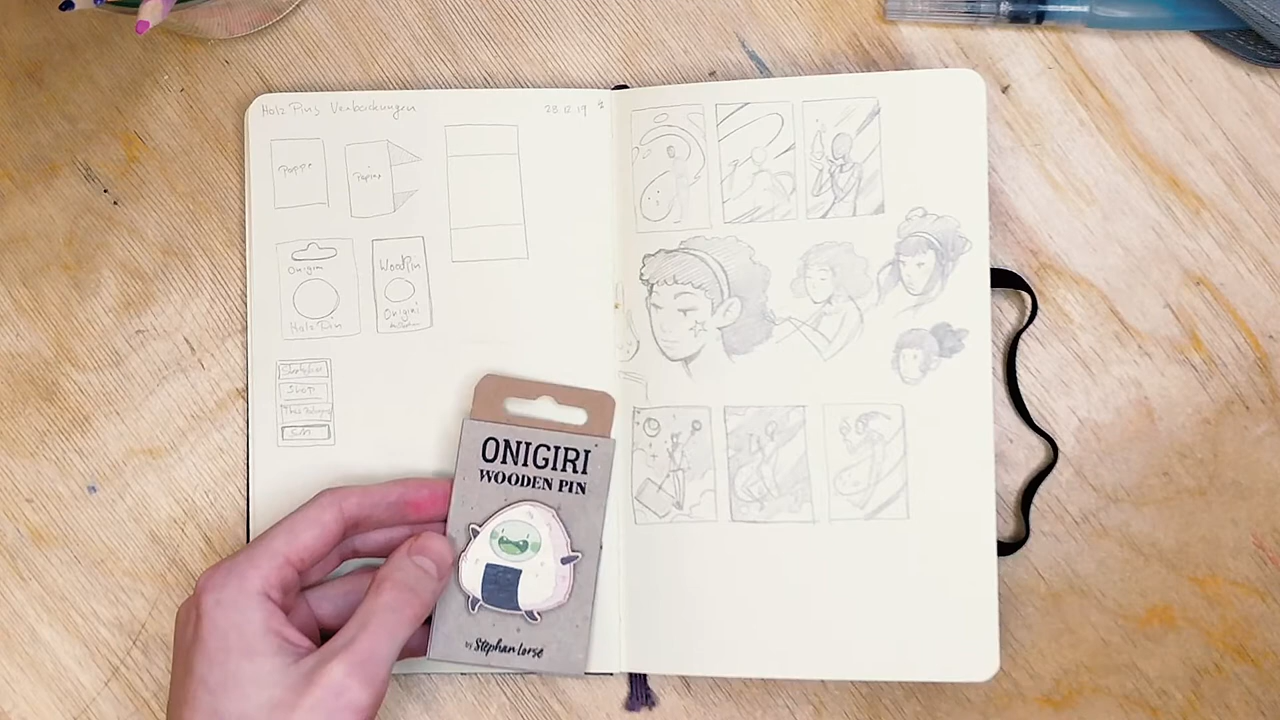 Holz Pins Verpackungen
28.12.19
Pappe
Papier
Onigiri
Holz Pin
WoodPin
Onigiri
Shop
ONIGIRI
WOODEN PIN
by Stephan Lorse